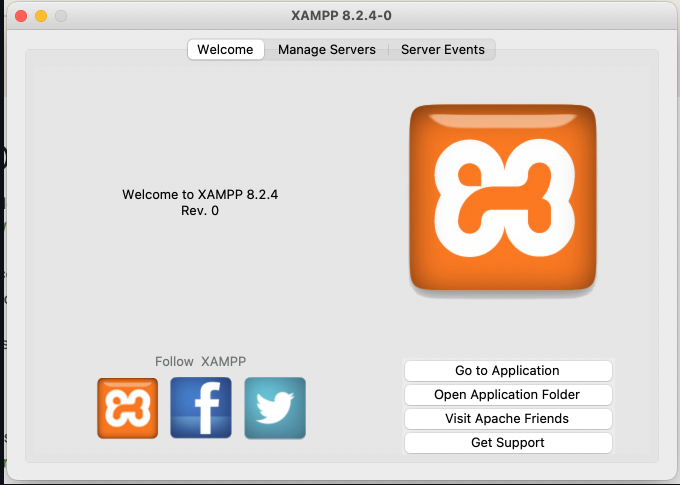 XAMPP 8.2.4-0
Welcome
Manage Servers
Server Events
Welcome to XAMPP 8.2.4
Rev. 0
Follow XAMPP
Go to Application
Open Application Folder
Visit Apache Friends
Get Support